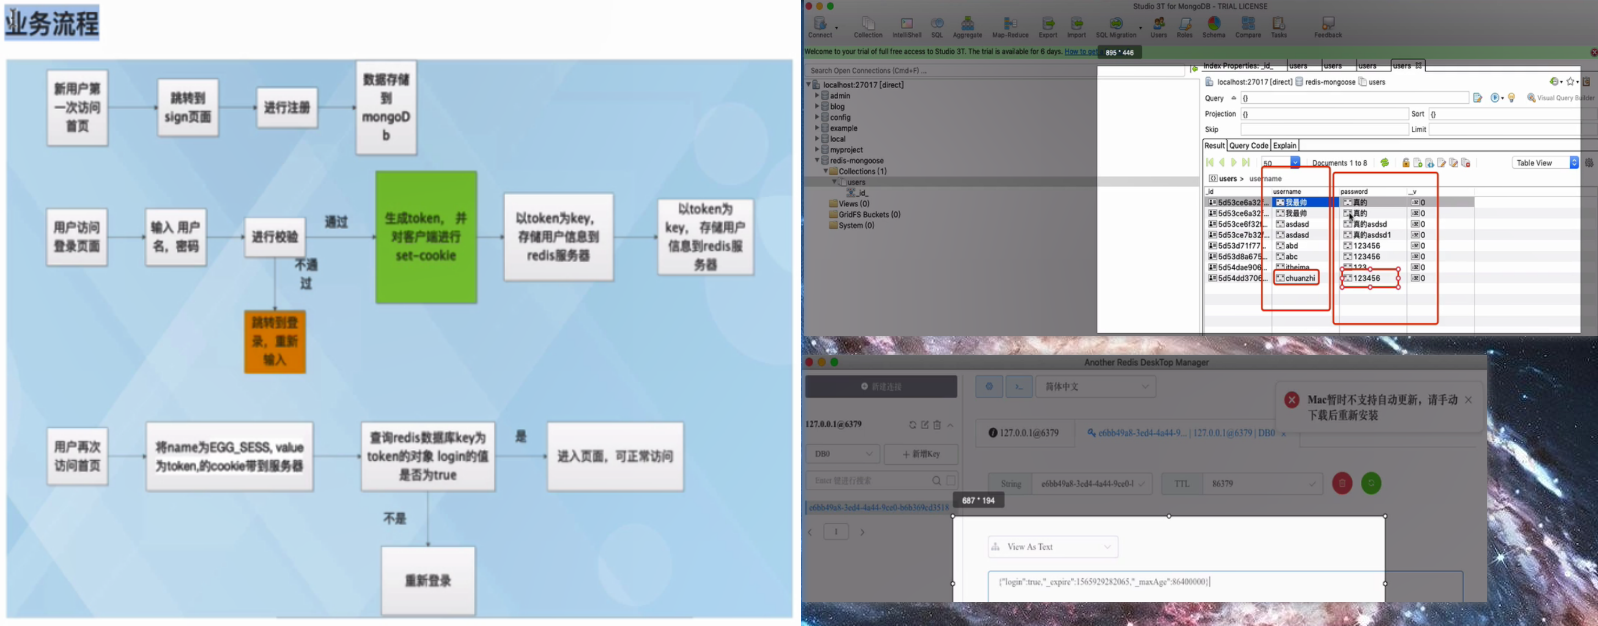 业务流程
新用户第
一次访问
首页
跳转到
sign页面
进行注册
数据存储
到
mongoD
b
用户访问
登录页面
输入 用户
名，密码
进行校验
通过
不通
过
生成token， 并
对客户端进行
set-cookie
以token为key，
存储用户信息到
redis服务器
以token为
key， 存储用户
信息到redis服
务器
跳转到登
录，重新
输入
用户再次
访问首页
将name为EGG_SESS, value
为token,的cookie带到服务器
查询redis数据库key为
token的对象 login的值
是否为true
是
进入页面，可正常访问
不是
重新登录
Studio 3T for MongoDB - TRIAL LICENSE
Connect
Collection
IntelliShell
SQL
Aggregate
Map-Reduce
Export
Import
SQL Migration
Users
Roles
Schema
Compare
Tasks
Feedback
Welcome to your trial of full free access to Studio 3T. The trial is available for 6 days. How to get
895 * 446
Search Open Connections (Cmd+F) ...
localhost:27017 [direct]
admin
blog
config
example
local
myproject
redis-mongoose
Collections (1)
users
_id_
Views (0)
GridFS Buckets (0)
System (0)
Index Properties: _id_
users
users
users
users
localhost:27017 [direct]
redis-mongoose
users
Query
{}
Visual Query Builder
Projection
{}
Sort
{}
Skip
Limit
Result
Query Code
Explain
50
Documents 1 to 8
Table View
users > username
_id
username
password
__v
5d53ce6a32... 我最帅 真的 0
5d53ce6a32... 我最帅 真的 0
5d53ce6f32... asdasd 真的asdsd 0
5d53ce7b32... asdasd 真的asdsd1 0
5d53d71f77... abd 123456 0
5d53d8a675... abc 123456 0
5d54dae906... itheima 123 0
5d54dd3706... chuanzhi 123456 0
Another Redis DeskTop Manager
新建连接
简体中文
Mac暂时不支持自动更新，请手动
下载后重新安装
127.0.0.1@6379
127.0.0.1@6379
e6bb49a8-3ed4-4a44-9... | 127.0.0.1@6379 | DB0
DB0
新增Key
Enter 键进行搜索
String
e6bb49a8-3ed4-4a44-9ce0-l
TTL
86379
e6bb49a8-3ed4-4a44-9ce0-b6b369cd3518
687 * 194
1
View As Text
{"login":true,"_expire":1565929282065,"_maxAge":86400000}